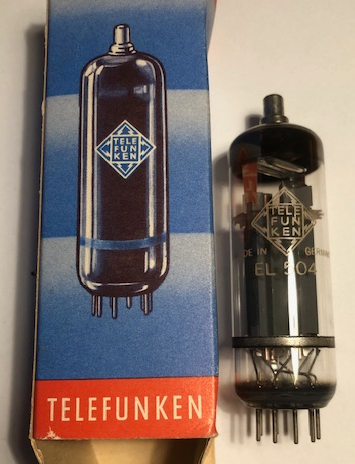 TELE
FUN
KEN
TELEFUNKEN
TELE
FUN
KEN
MADE IN GERMANY
EL 504